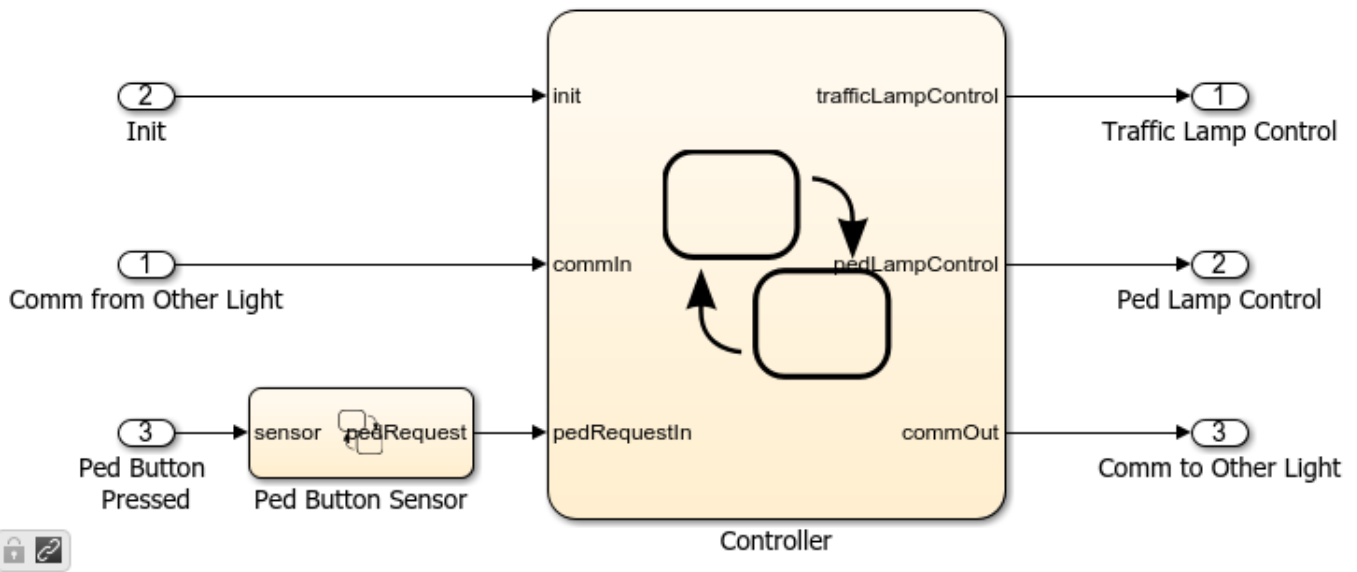 2
init
trafficLampControl
1
Init
Traffic Lamp Control
1
commIn
pedLampControl
2
Comm from Other Light
Ped Lamp Control
3
sensor
pedRequest
pedRequestIn
commOut
3
Ped Button
Pressed
Ped Button Sensor
Comm to Other Light
Controller